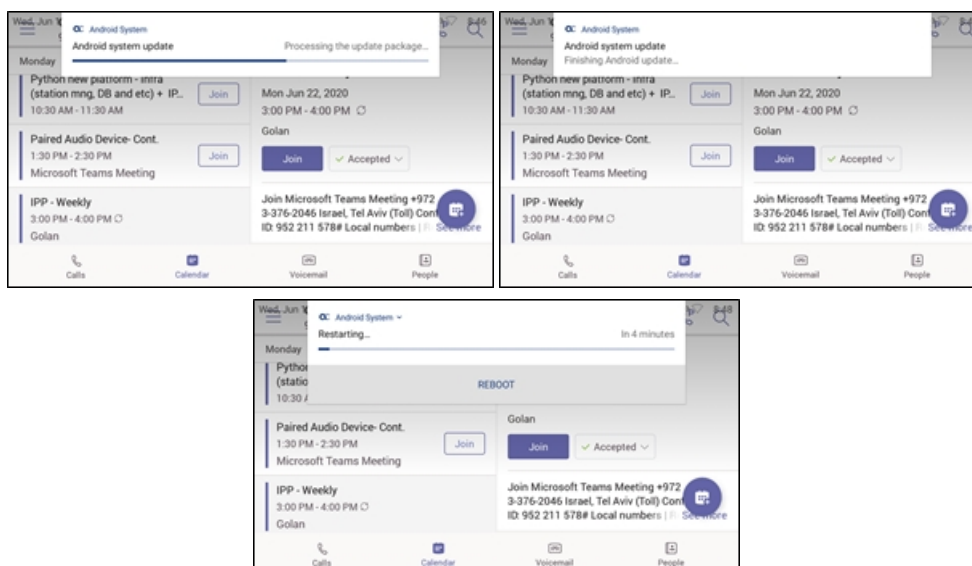 Wed, Jun
8:46
Android System
Android system update Processing the update package...
Monday
Python new platform - Infra
(station mng, DB and etc) + IP...
10:30 AM - 11:30 AM
Join
Paired Audio Device- Cont.
1:30 PM - 2:30 PM
Microsoft Teams Meeting
Join
IPP - Weekly
3:00 PM - 4:00 PM
Golan
Mon Jun 22, 2020
3:00 PM - 4:00 PM
Golan
Join
Accepted
Join Microsoft Teams Meeting +972
3-376-2046 Israel, Tel Aviv (Toll)
ID: 952 211 578# Local numbers |
See more
Calls Calendar Voicemail People
Wed, Jun
Android System
Android system update
Finishing Android update...
Monday
Python new platform - Infra
(station mng, DB and etc) + IP...
10:30 AM - 11:30 AM
Join
Paired Audio Device- Cont.
1:30 PM - 2:30 PM
Microsoft Teams Meeting
Join
IPP - Weekly
3:00 PM - 4:00 PM
Golan
Mon Jun 22, 2020
3:00 PM - 4:00 PM
Golan
Join
Accepted
Join Microsoft Teams Meeting +972
3-376-2046 Israel, Tel Aviv (Toll)
ID: 952 211 578# Local numbers |
See more
Calls Calendar Voicemail People
Wed, Jun
8:48
Android System
Restarting... In 4 minutes
REBOOT
Monday
10:30
Paired Audio Device- Cont.
1:30 PM - 2:30 PM
Microsoft Teams Meeting
Join
IPP - Weekly
3:00 PM - 4:00 PM
Golan
Golan
Join
Accepted
Join Microsoft Teams Meeting +972
3-376-2046 Israel, Tel Aviv (Toll)
ID: 952 211 578# Local numbers |
See more
Calls Calendar Voicemail People